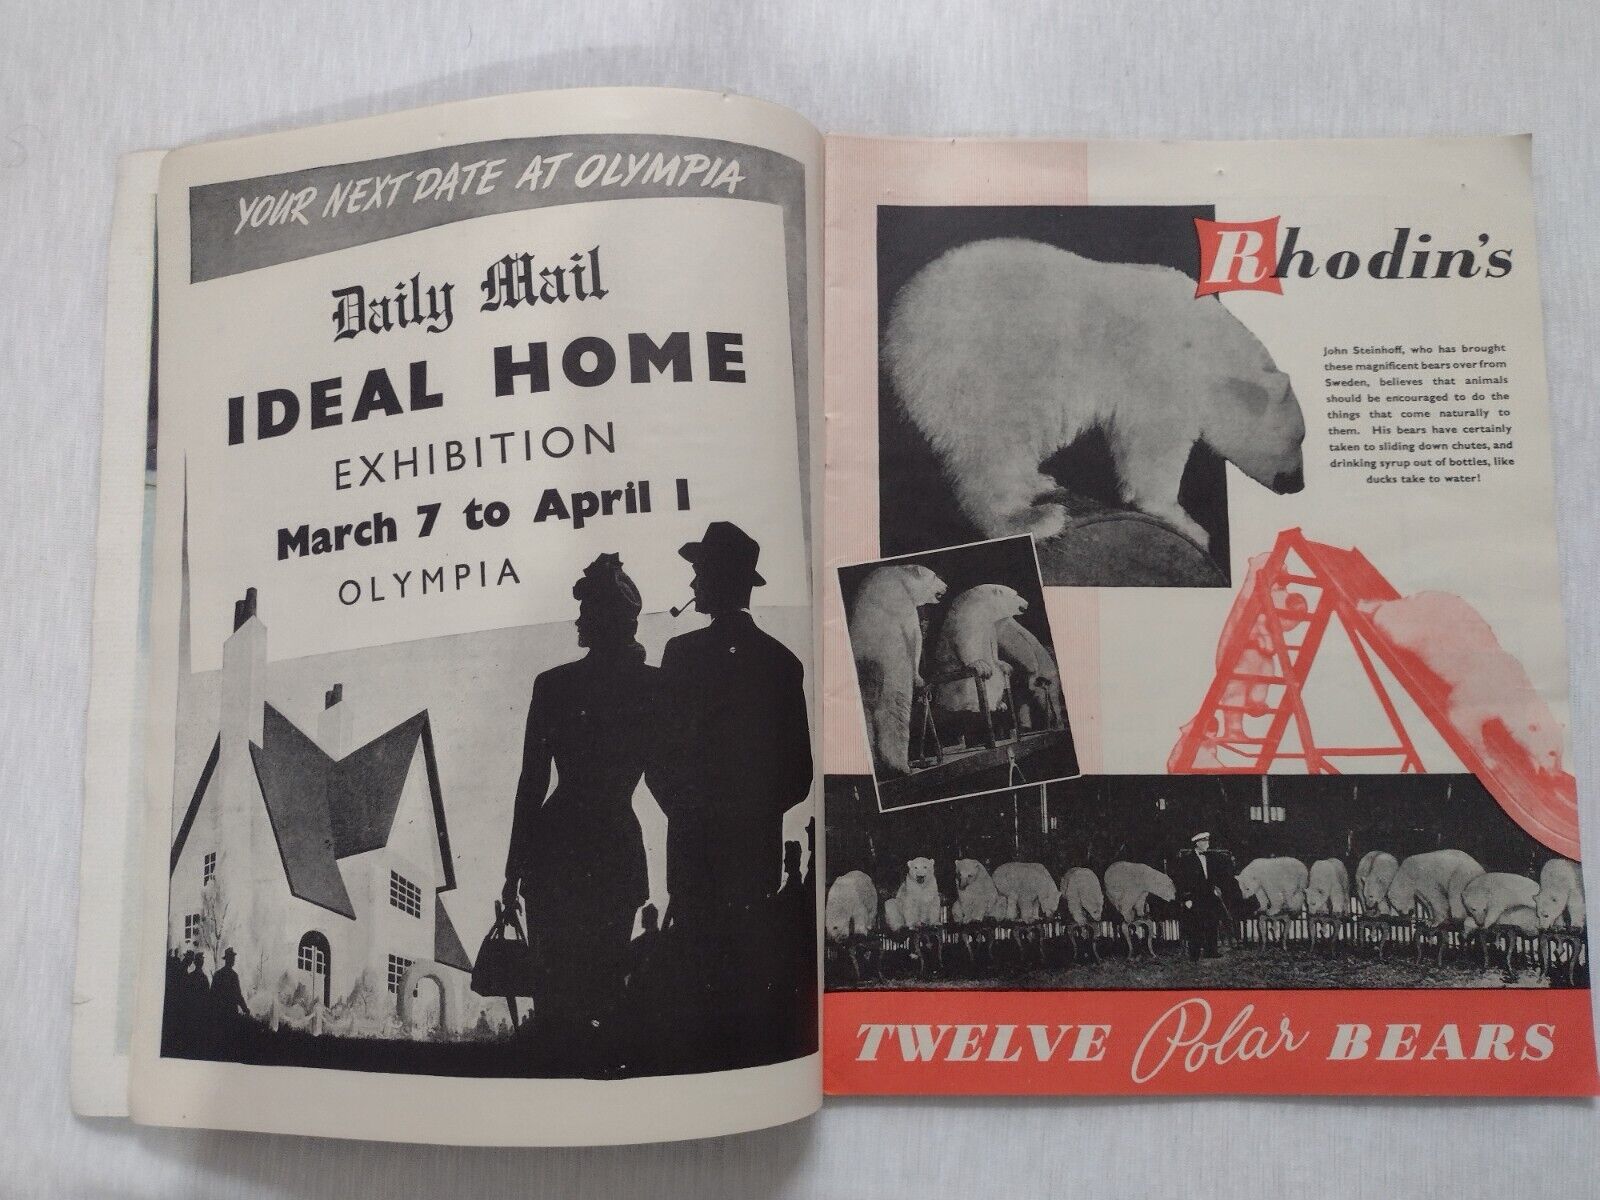 YOUR NEXT DATE AT OLYMPIA
Daily Mail
IDEAL HOME
EXHIBITION
March 7 to April 1
OLYMPIA
Rhodin's
John Steinhoff, who has brought
these magnificent bears over from
Sweden, believes that animals
should be encouraged to do the
things that come naturally to
them. His bears have certainly
taken to sliding down chutes, and
drinking syrup out of bottles, like
ducks take to water!
TWELVE Polar BEARS